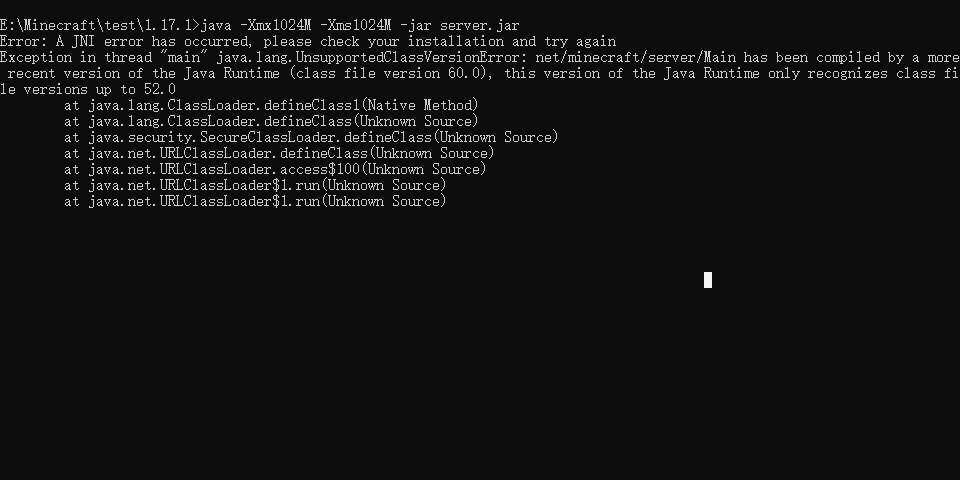 E:\Minecraft\test\1.17.1>java -Xmx1024M -Xms1024M -jar server.jar
Error: A JNI error has occurred, please check your installation and try again
Exception in thread "main" java.lang.UnsupportedClassVersionError: net/minecraft/server/Main has been compiled by a more
 recent version of the Java Runtime (class file version 60.0), this version of the Java Runtime only recognizes class fi
le versions up to 52.0
        at java.lang.ClassLoader.defineClass1(Native Method)
        at java.lang.ClassLoader.defineClass(Unknown Source)
        at java.security.SecureClassLoader.defineClass(Unknown Source)
        at java.net.URLClassLoader.defineClass(Unknown Source)
        at java.net.URLClassLoader.access$100(Unknown Source)
        at java.net.URLClassLoader$1.run(Unknown Source)
        at java.net.URLClassLoader$1.run(Unknown Source)